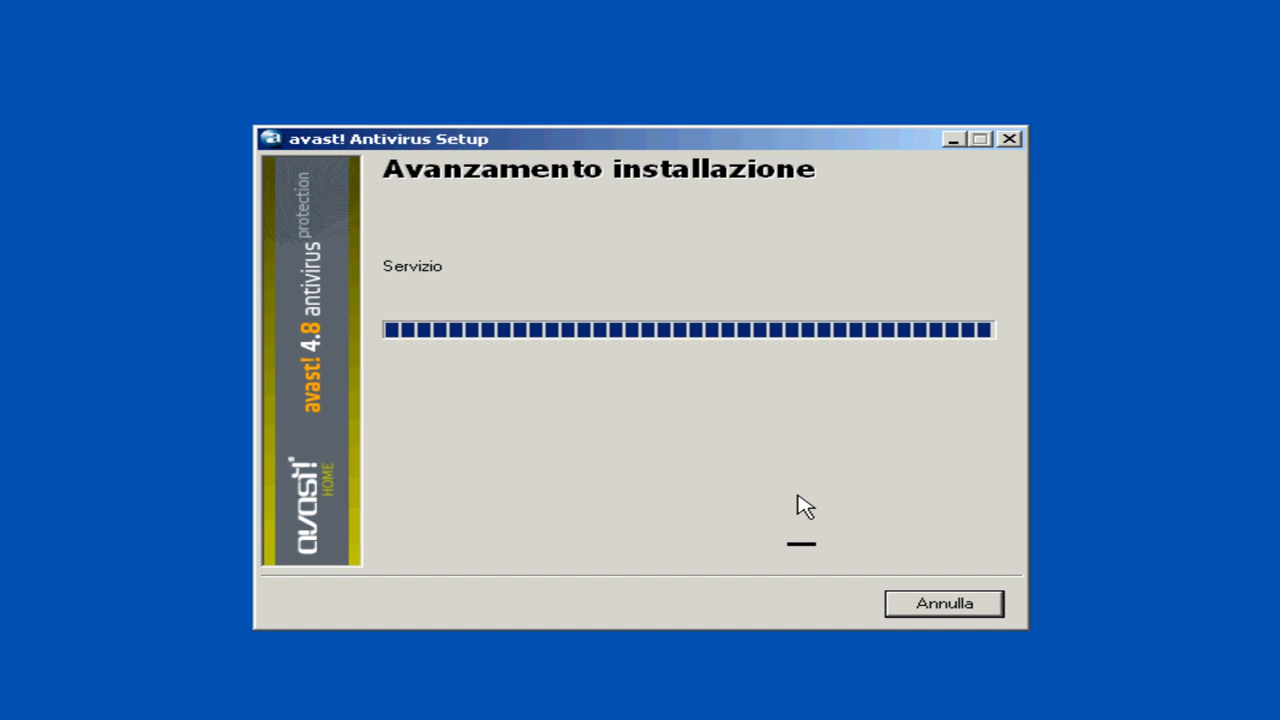 avast! Antivirus Setup
Avanzamento installazione
Servizio
avast! 4.8 antivirus protection
avast!
HOME
Annulla